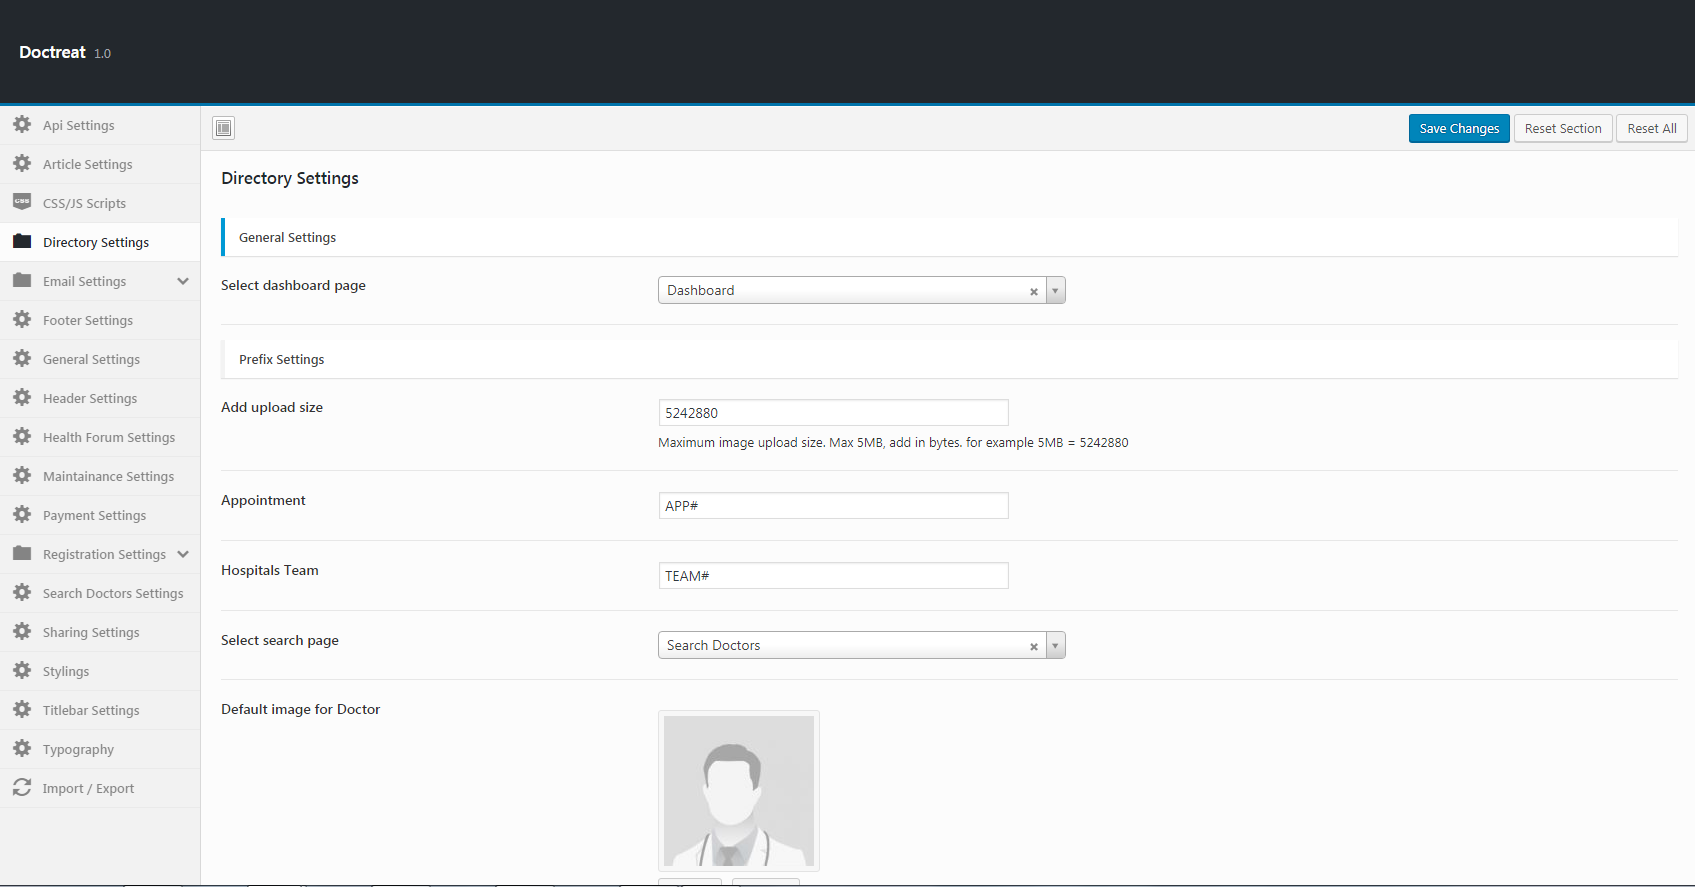 Doctreat 1.0
Save Changes
Reset Section
Reset All
Api Settings
Article Settings
CSS/JS Scripts
Directory Settings
Email Settings
Footer Settings
General Settings
Header Settings
Health Forum Settings
Maintainance Settings
Payment Settings
Registration Settings
Search Doctors Settings
Sharing Settings
Stylings
Titlebar Settings
Typography
Import / Export
Directory Settings
General Settings
Select dashboard page
Dashboard
Prefix Settings
Add upload size
5242880
Maximum image upload size. Max 5MB, add in bytes. for example 5MB = 5242880
Appointment
APP#
Hospitals Team
TEAM#
Select search page
Search Doctors
Default image for Doctor